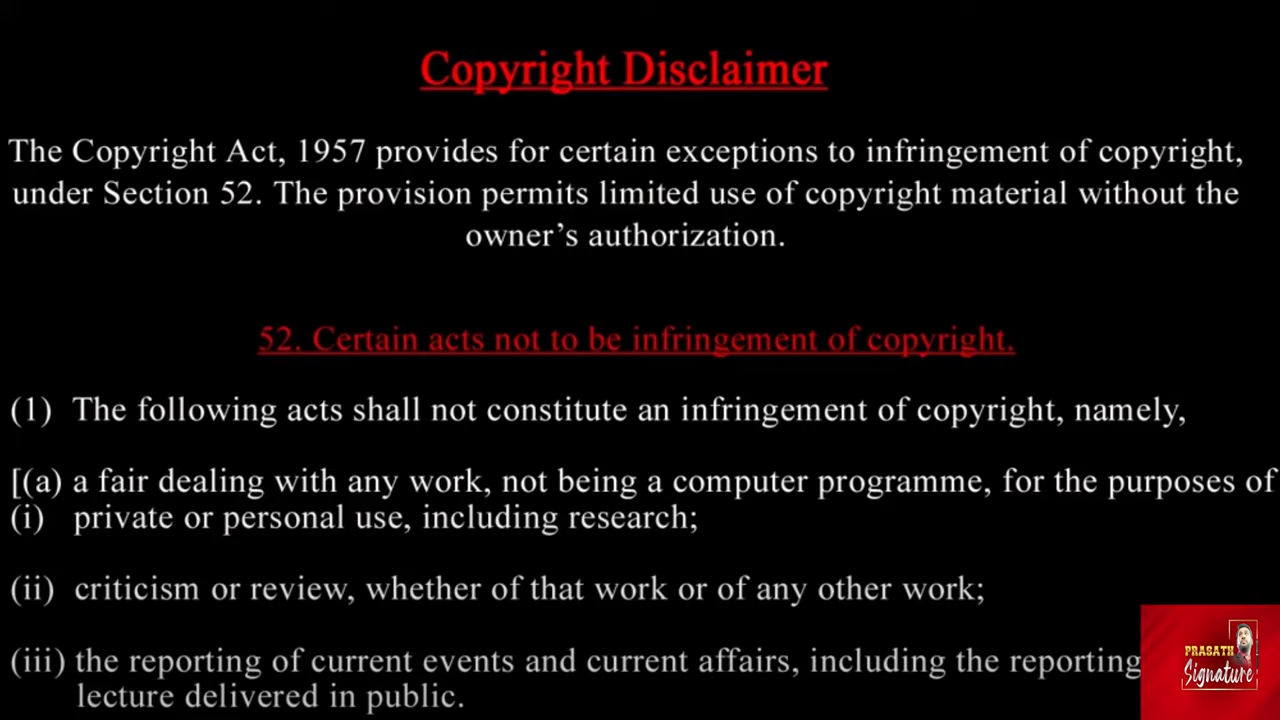 Copyright Disclaimer
The Copyright Act, 1957 provides for certain exceptions to infringement of copyright,
under Section 52. The provision permits limited use of copyright material without the
owner’s authorization.
52. Certain acts not to be infringement of copyright.
(1) The following acts shall not constitute an infringement of copyright, namely,
[(a) a fair dealing with any work, not being a computer programme, for the purposes of
(i) private or personal use, including research;
(ii) criticism or review, whether of that work or of any other work;
(iii) the reporting of current events and current affairs, including the reporting
lecture delivered in public.
PRASATH
Signature